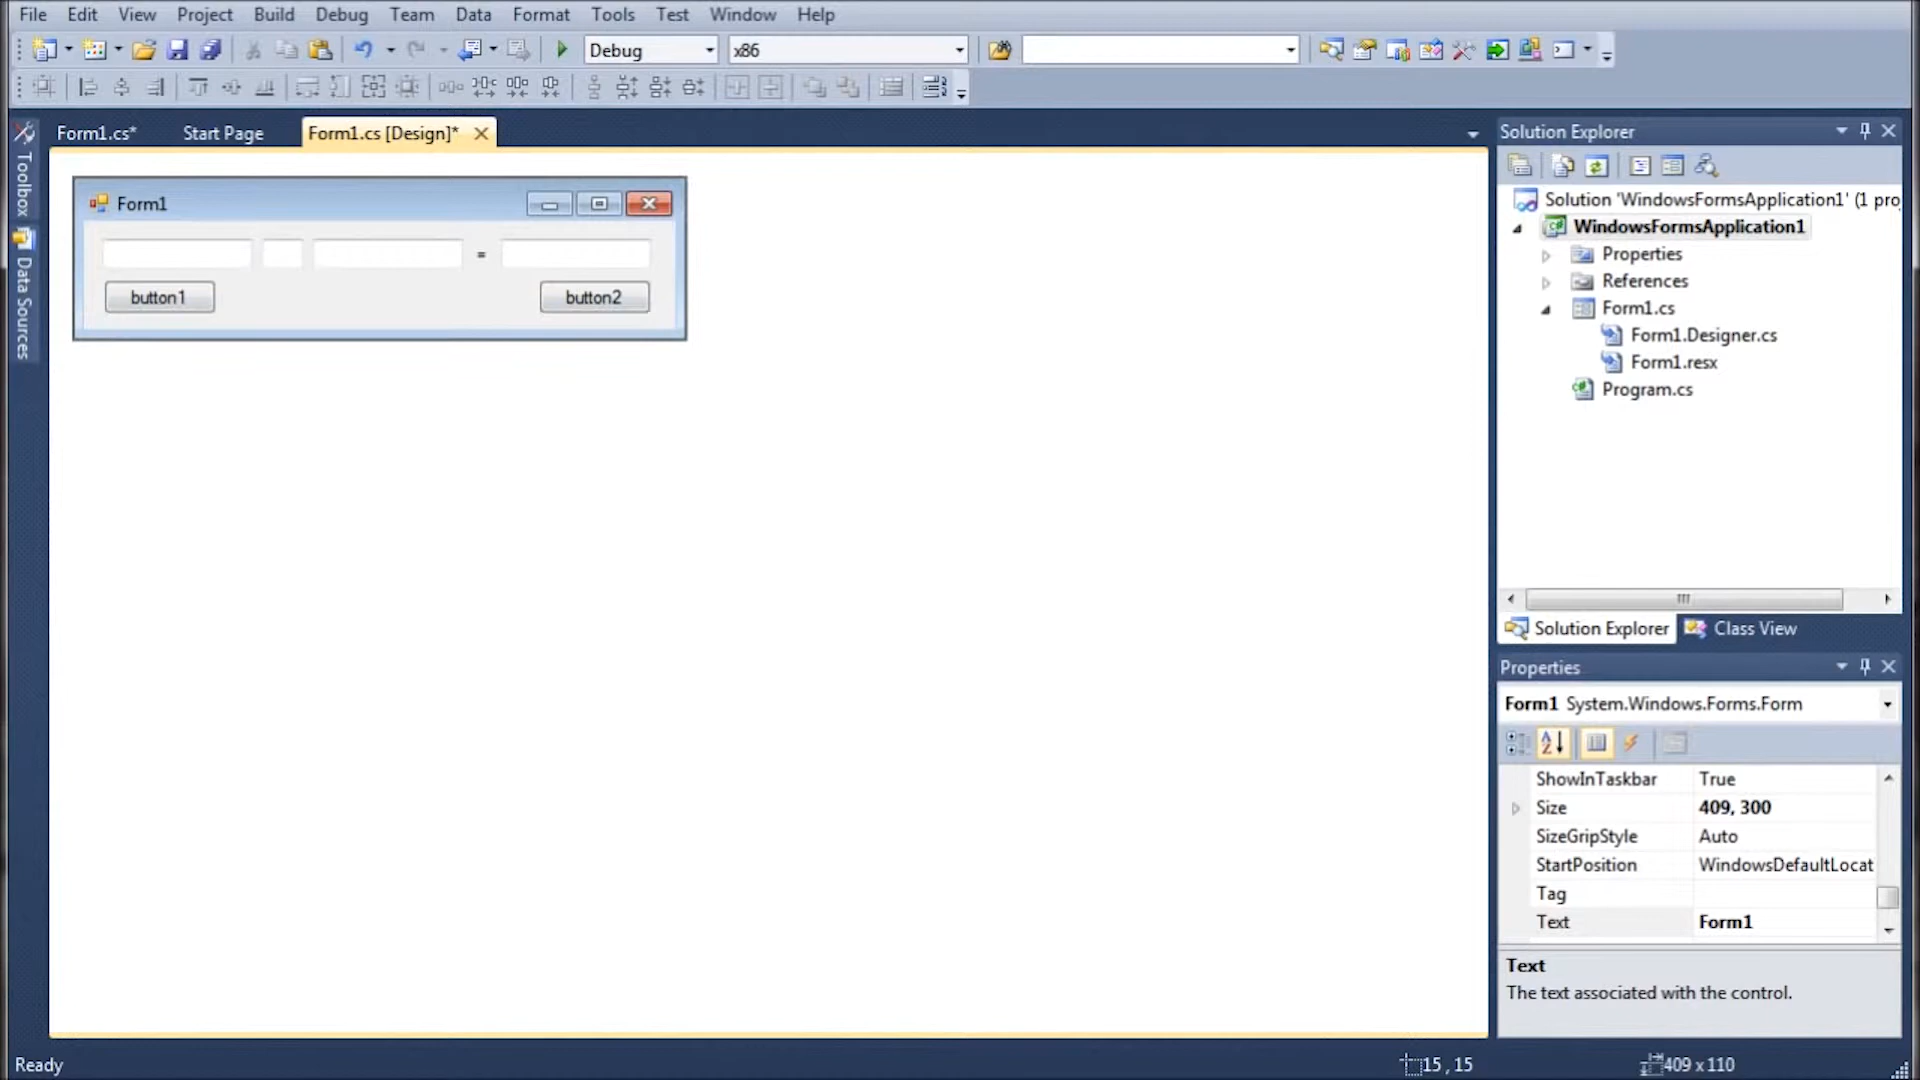 File Edit View Project Build Debug Team Data Format Tools Test Window Help
Debug x86
Form1.cs* Start Page Form1.cs [Design]*
Toolbox
Data Sources
Form1
=
button1 button2
Solution Explorer
Solution 'WindowsFormsApplication1' (1 pro
WindowsFormsApplication1
Properties
References
Form1.cs
Form1.Designer.cs
Form1.resx
Program.cs
Solution Explorer Class View
Properties
Form1 System.Windows.Forms.Form
ShowInTaskbar True
Size 409, 300
SizeGripStyle Auto
StartPosition WindowsDefaultLocat
Tag
Text Form1
Text
The text associated with the control.
Ready 15 , 15 409 x 110